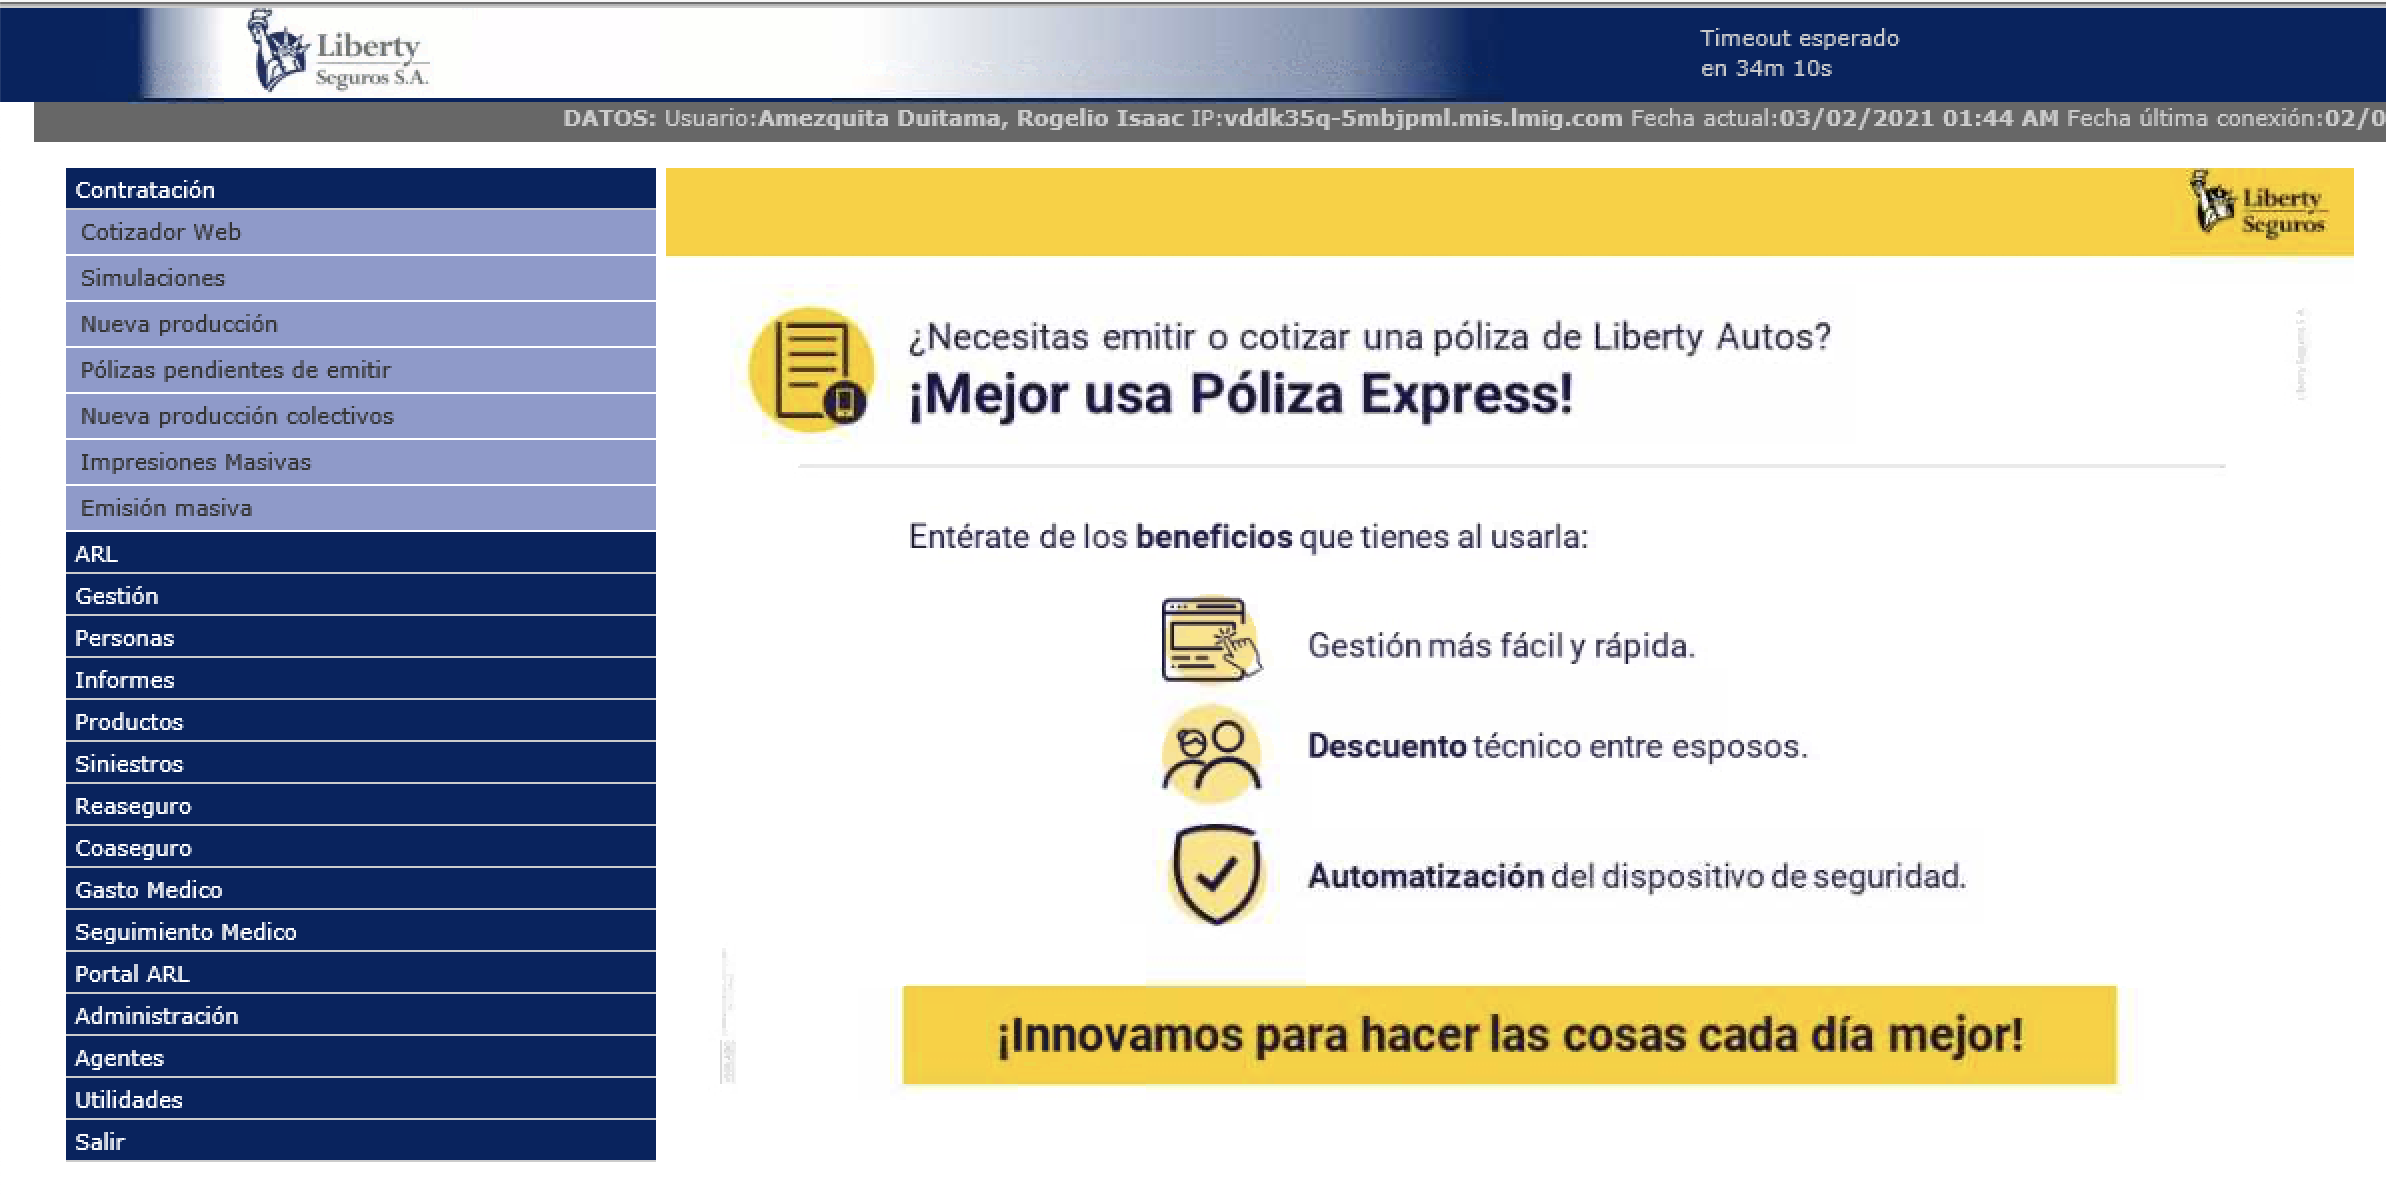 Liberty
Seguros S.A.
Timeout esperado
en 34m 10s
DATOS: Usuario:Amezquita Duitama, Rogelio Isaac IP:vddk35q-5mbjpml.mis.lmig.com Fecha actual:03/02/2021 01:44 AM Fecha última conexión:02/0
Contratación
Cotizador Web
Simulaciones
Nueva producción
Pólizas pendientes de emitir
Nueva producción colectivos
Impresiones Masivas
Emisión masiva
ARL
Gestión
Personas
Informes
Productos
Siniestros
Reaseguro
Coaseguro
Gasto Medico
Seguimiento Medico
Portal ARL
Administración
Agentes
Utilidades
Salir
Liberty
Seguros
¿Necesitas emitir o cotizar una póliza de Liberty Autos?
¡Mejor usa Póliza Express!
Entérate de los beneficios que tienes al usarla:
Gestión más fácil y rápida.
Descuento técnico entre esposos.
Automatización del dispositivo de seguridad.
¡Innovamos para hacer las cosas cada día mejor!